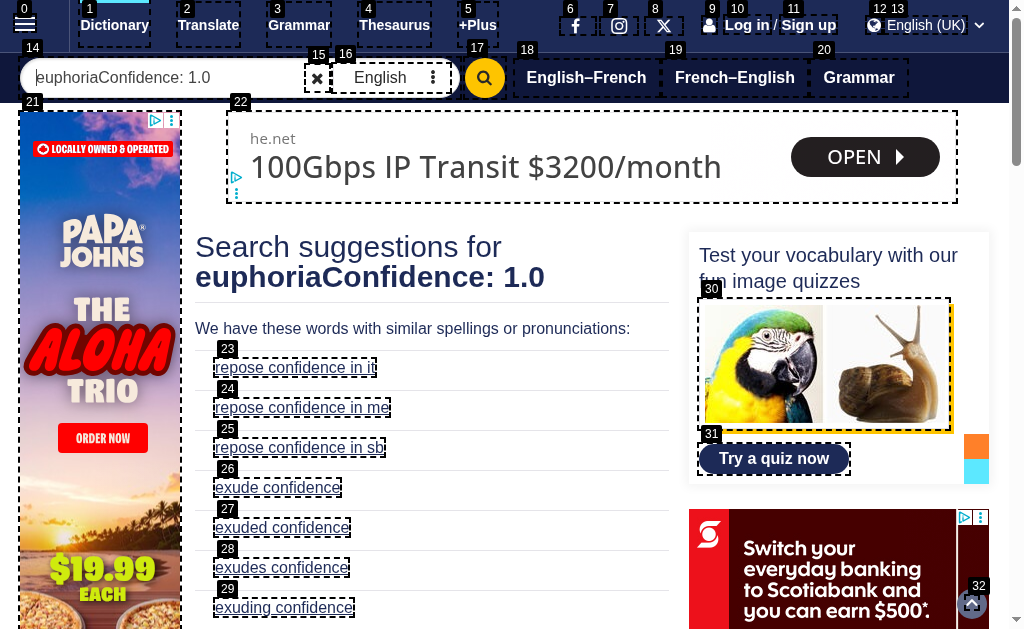 0 1 2 3 4 5 6 7 8 9 10 11 12 13
Dictionary Translate Grammar Thesaurus +Plus Log in / Sign up English (UK)
14 15 16 17 18 19 20
euphoriaConfidence: 1.0 English English–French French–English Grammar
21 22
LOCALLY OWNED & OPERATED
PAPA
JOHNS®
THE
ALOHA
TRIO
ORDER NOW
$19.99
EACH
he.net
100Gbps IP Transit $3200/month
OPEN
Search suggestions for
euphoriaConfidence: 1.0
We have these words with similar spellings or pronunciations:
23
repose confidence in it
24
repose confidence in me
25
repose confidence in sb
26
exude confidence
27
exuded confidence
28
exudes confidence
29
exuding confidence
Test your vocabulary with our
fun image quizzes
30
31
Try a quiz now
Switch your
everyday banking
to Scotiabank and
you can earn $500*.
32